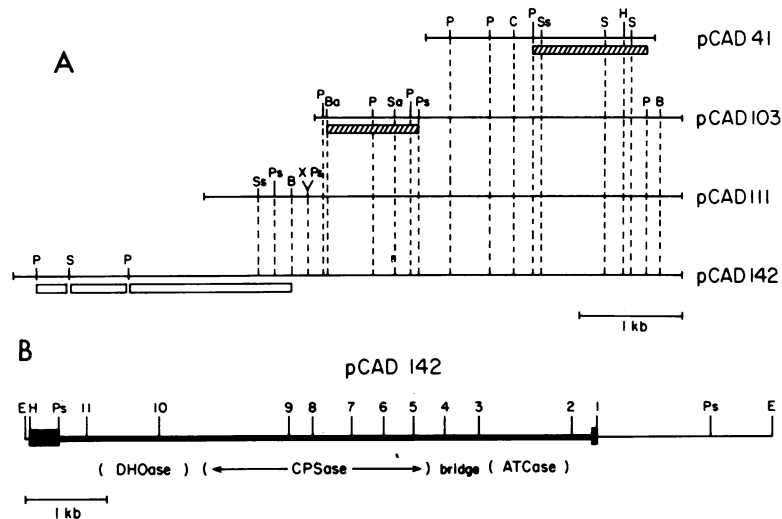 A
P P C P Ss S H S pCAD 41
P Ba P Sa P Ps P B pCAD 103
Ss Ps B X Ps pCAD 111
P S P pCAD 142
1 kb
B
pCAD 142
E H Ps 11 10 9 8 7 6 5 4 3 2 1 Ps E
( DHOase ) ( CPSase ) bridge ( ATCase )
1 kb